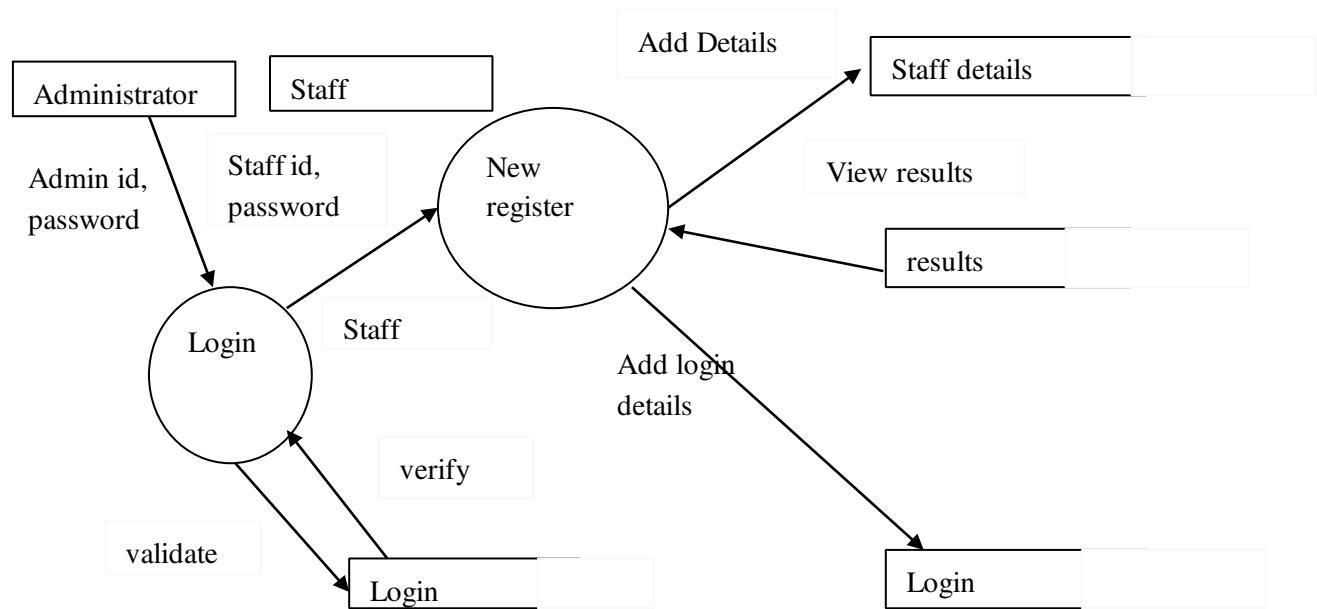 Add Details
Staff details
Administrator
Staff
Admin id,
password
Staff id,
password
New
register
View results
results
Login
Staff
Add login
details
verify
validate
Login
Login